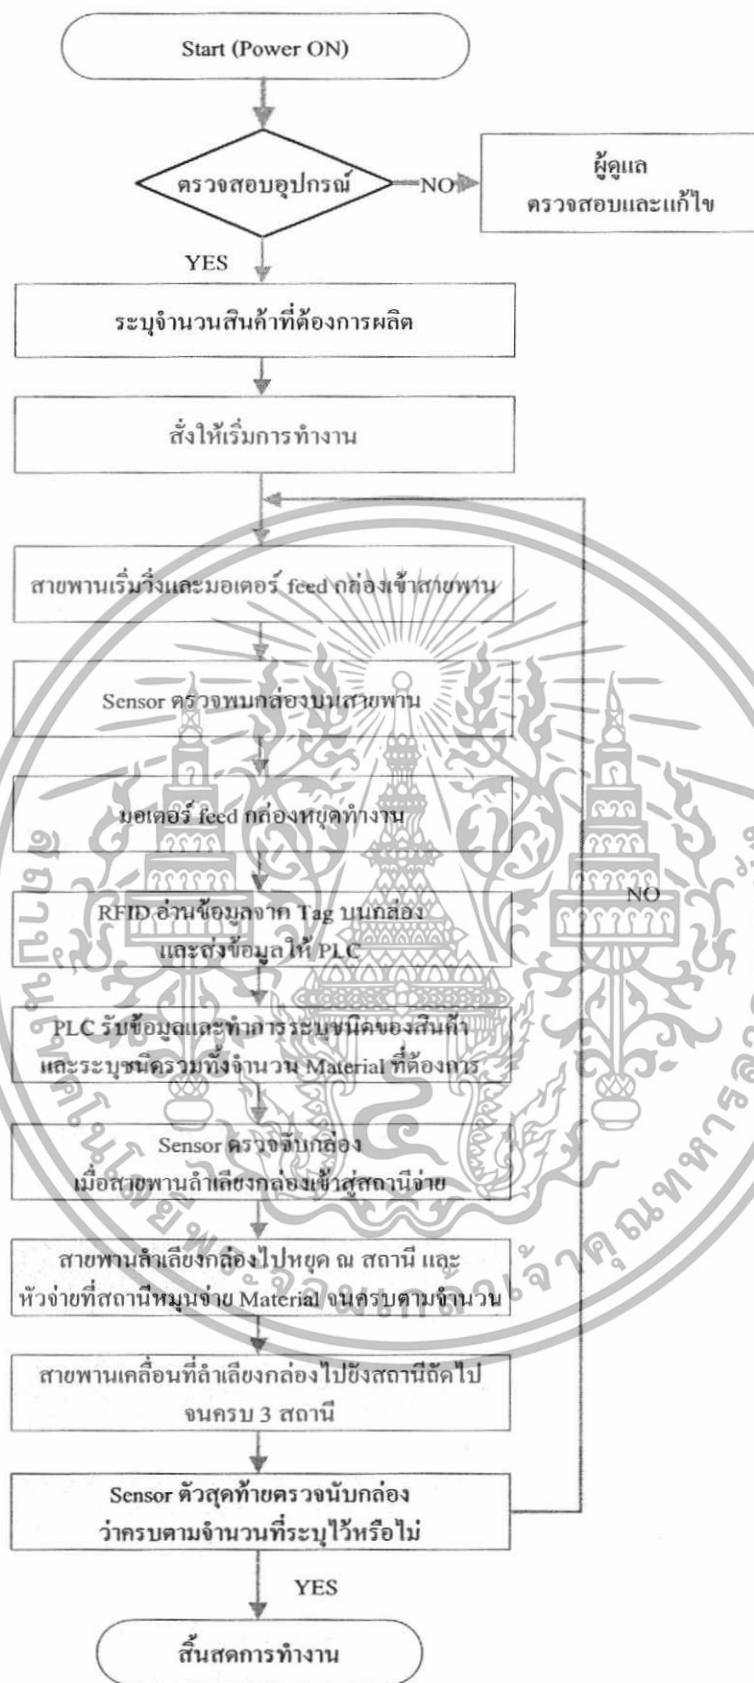 Start (Power ON)
ตรวจสอบอุปกรณ์
NO
ผู้ดูแล
ตรวจสอบและแก้ไข
YES
ระบุจำนวนสินค้าที่ต้องการผลิต
สั่งให้เริ่มการทำงาน
สายพานเริ่มวิ่งและมอเตอร์ feed กล่องเข้าสายพาน
Sensor ตรวจพบกล่องบนสายพาน
มอเตอร์ feed กล่องหยุดทำงาน
RFID อ่านข้อมูลจาก Tag บนกล่อง
และส่งข้อมูลให้ PLC
NO
PLC รับข้อมูลและทำการระบุชนิดของสินค้า
และระบุชนิดรวมทั้งจำนวน Material ที่ต้องการ
Sensor ตรวจจับกล่อง
เมื่อสายพานลำเลียงกล่องเข้าสู่สถานีจ่าย
สายพานลำเลียงกล่องไปหยุด ณ สถานี และ
หัวจ่ายที่สถานีหมุนจ่าย Material จนครบตามจำนวน
สายพานเคลื่อนที่ลำเลียงกล่องไปยังสถานีถัดไป
จนครบ 3 สถานี
Sensor ตัวสุดท้ายตรวจนับกล่อง
ว่าครบตามจำนวนที่ระบุไว้หรือไม่
YES
สิ้นสุดการทำงาน